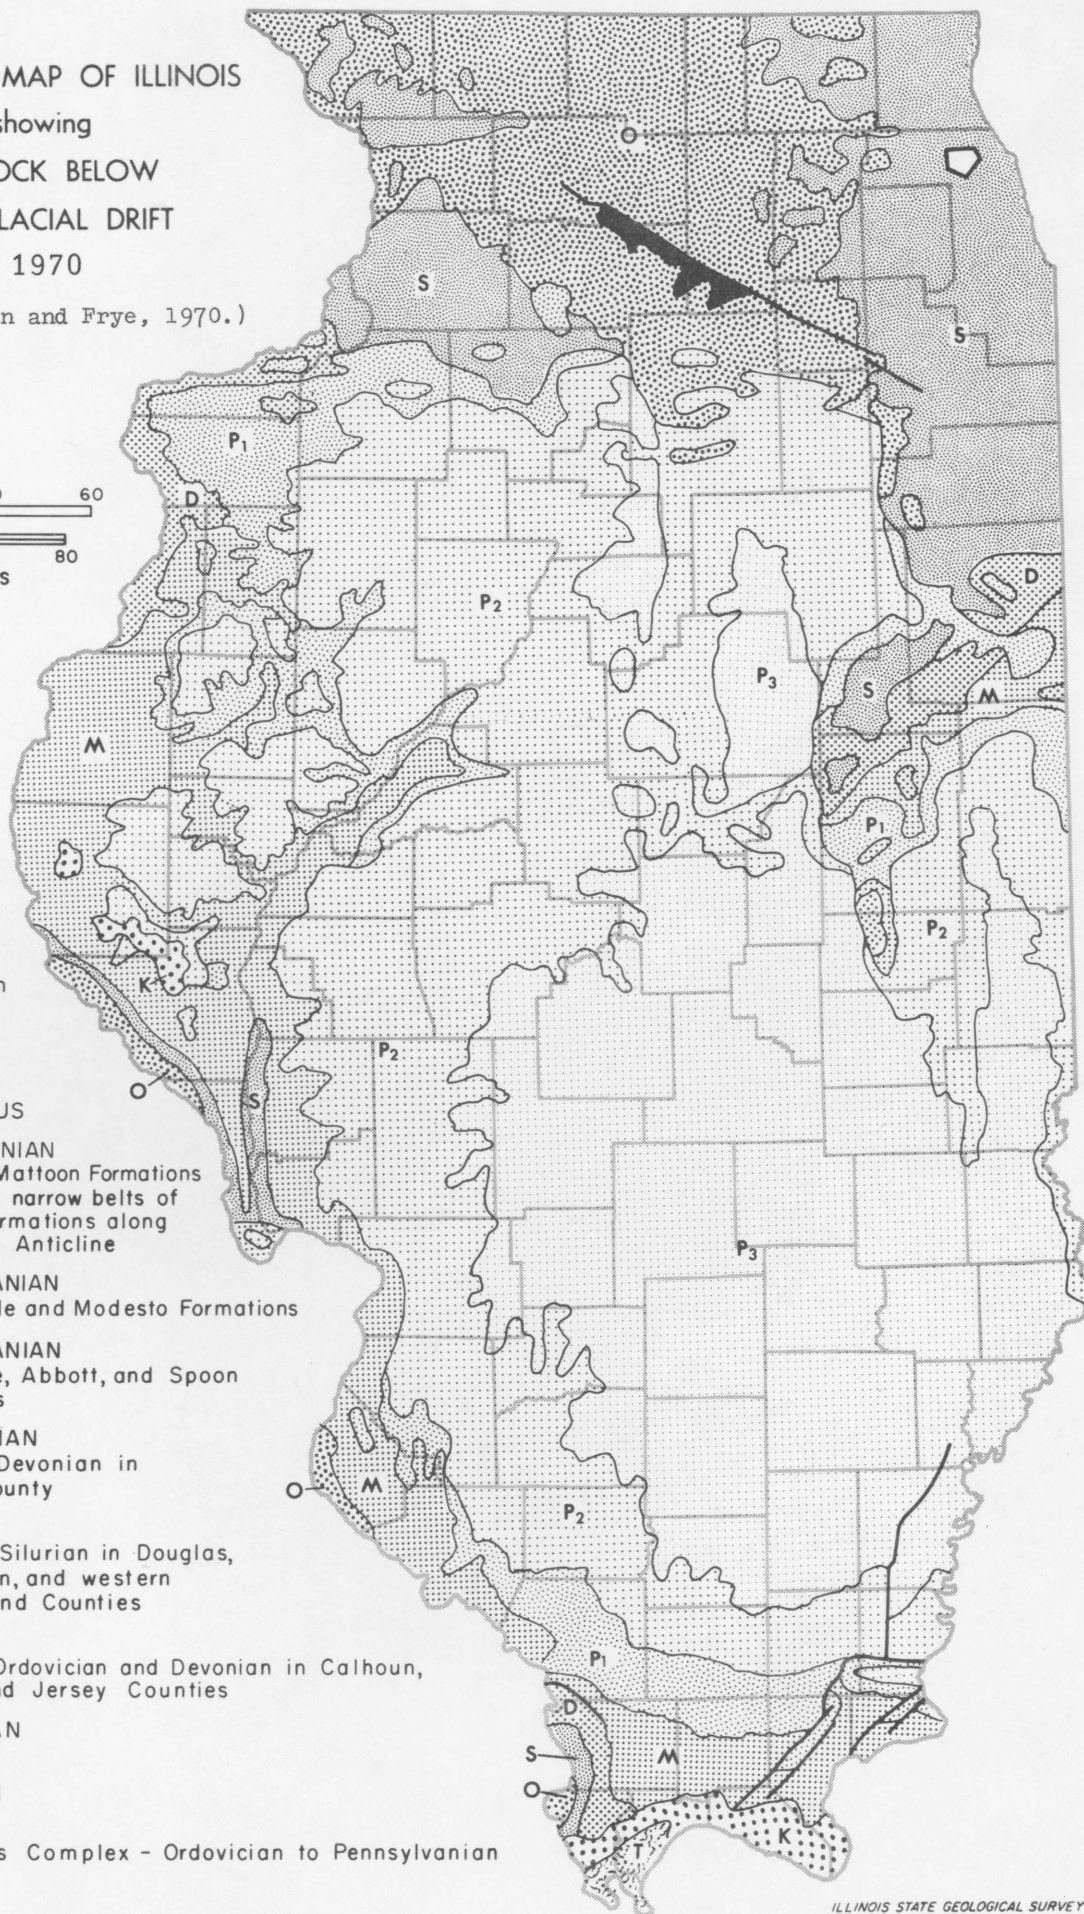 MAP OF ILLINOIS
showing
OCK BELOW
LACIAL DRIFT
1970
n and Frye, 1970.)
60
80
s
O
S
S
P1
D
P2
D
P3
S
M
M
P1
P2
K
P2
O
S
P3
O
M
P2
P1
D
S
M
O
K
T
n
US
NIAN
Mattoon Formations
narrow belts of
rmations along
Anticline
ANIAN
le and Modesto Formations
ANIAN
e, Abbott, and Spoon
s
IAN
Devonian in
ounty
Silurian in Douglas,
n, and western
nd Counties
Ordovician and Devonian in Calhoun,
nd Jersey Counties
AN
s Complex - Ordovician to Pennsylvanian
ILLINOIS STATE GEOLOGICAL SURVEY